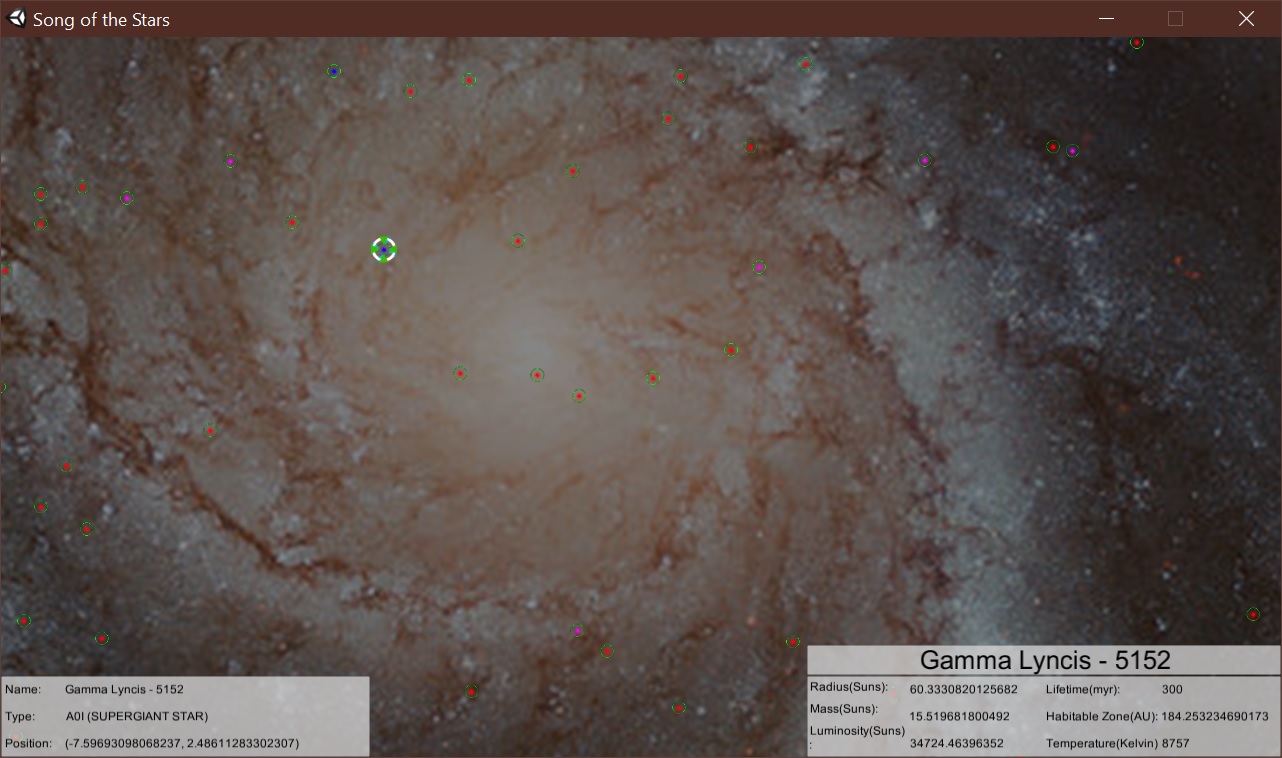 Song of the Stars
Name: Gamma Lyncis - 5152
Type: A0I (SUPERGIANT STAR)
Position: (-7.59693098068237, 2.48611283302307)
Gamma Lyncis - 5152
Radius(Suns): 60.3330820125682 Lifetime(myr): 300
Mass(Suns): 15.519681800492 Habitable Zone(AU): 184.253234690173
Luminosity(Suns) : 34724.46396352 Temperature(Kelvin) 8757